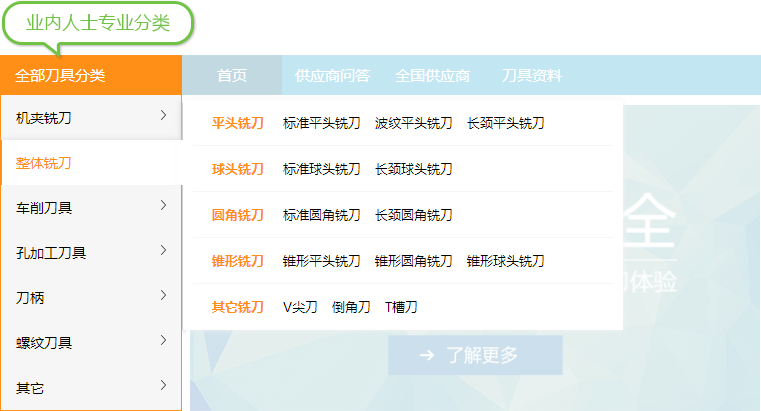 业内人士专业分类
全部刀具分类 首页 供应商问答 全国供应商 刀具资料
机夹铣刀
整体铣刀
车削刀具
孔加工刀具
刀柄
螺纹刀具
其它
平头铣刀 标准平头铣刀 波纹平头铣刀 长颈平头铣刀
球头铣刀 标准球头铣刀 长颈球头铣刀
圆角铣刀 标准圆角铣刀 长颈圆角铣刀
锥形铣刀 锥形平头铣刀 锥形圆角铣刀 锥形球头铣刀
其它铣刀 V尖刀 倒角刀 T槽刀
全
体验
→ 了解更多